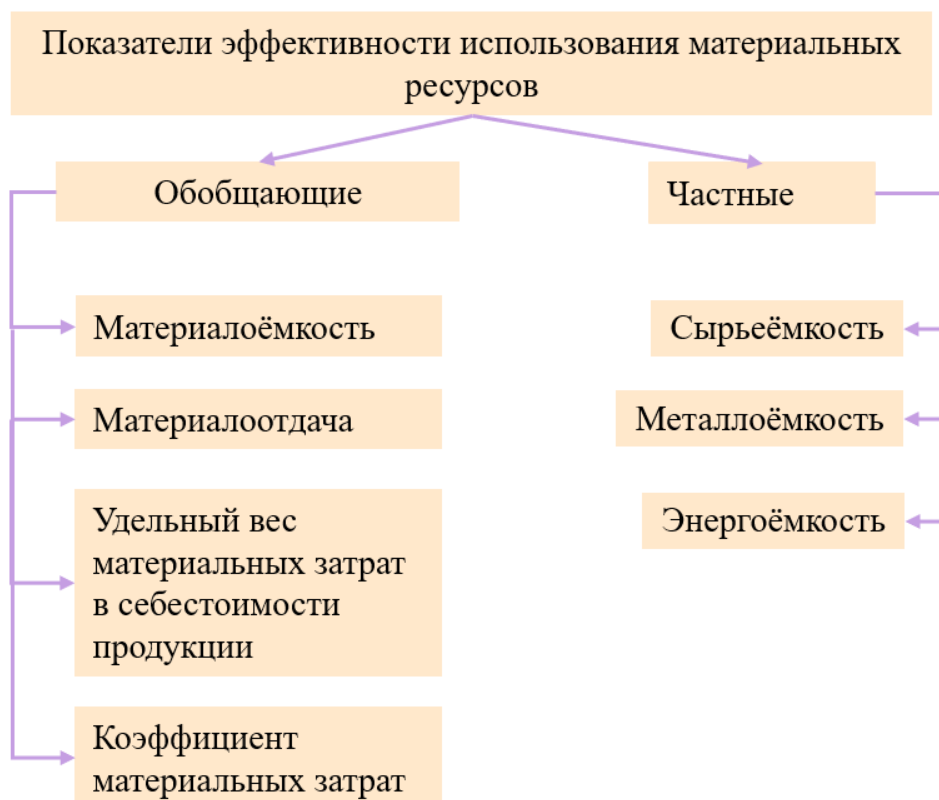 Показатели эффективности использования материальных
ресурсов
Обобщающие
Частные
Материалоёмкость
Сырьеёмкость
Материалоотдача
Металлоёмкость
Удельный вес
материальных затрат
в себестоимости
продукции
Энергоёмкость
Коэффициент
материальных затрат